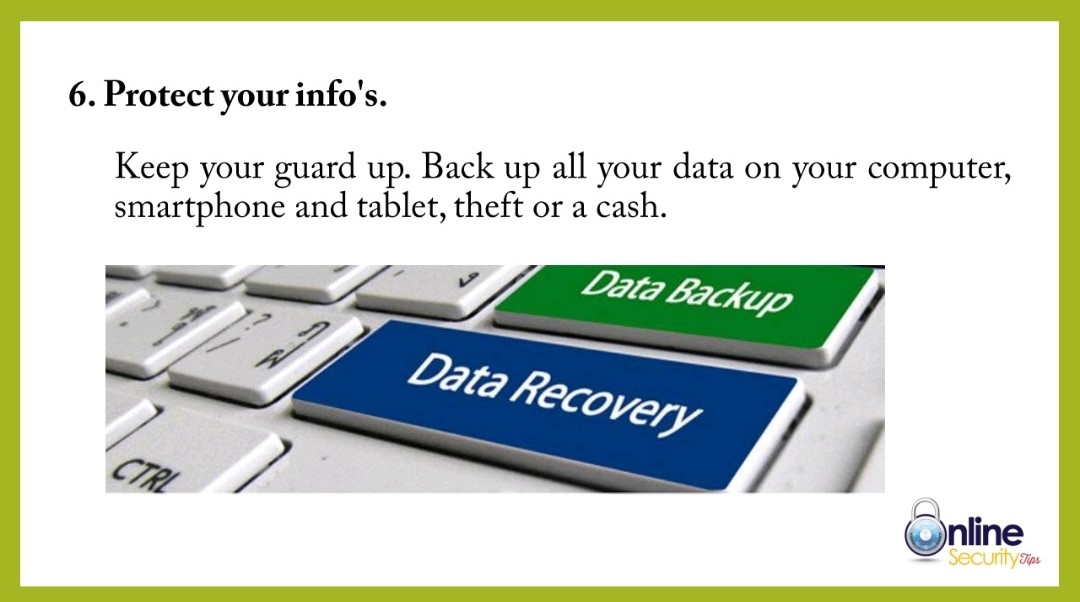 6. Protect your info's.
Keep your guard up. Back up all your data on your computer,
smartphone and tablet, theft or a cash.
Data Backup
Data Recovery
CTRL
Online
Security Tips